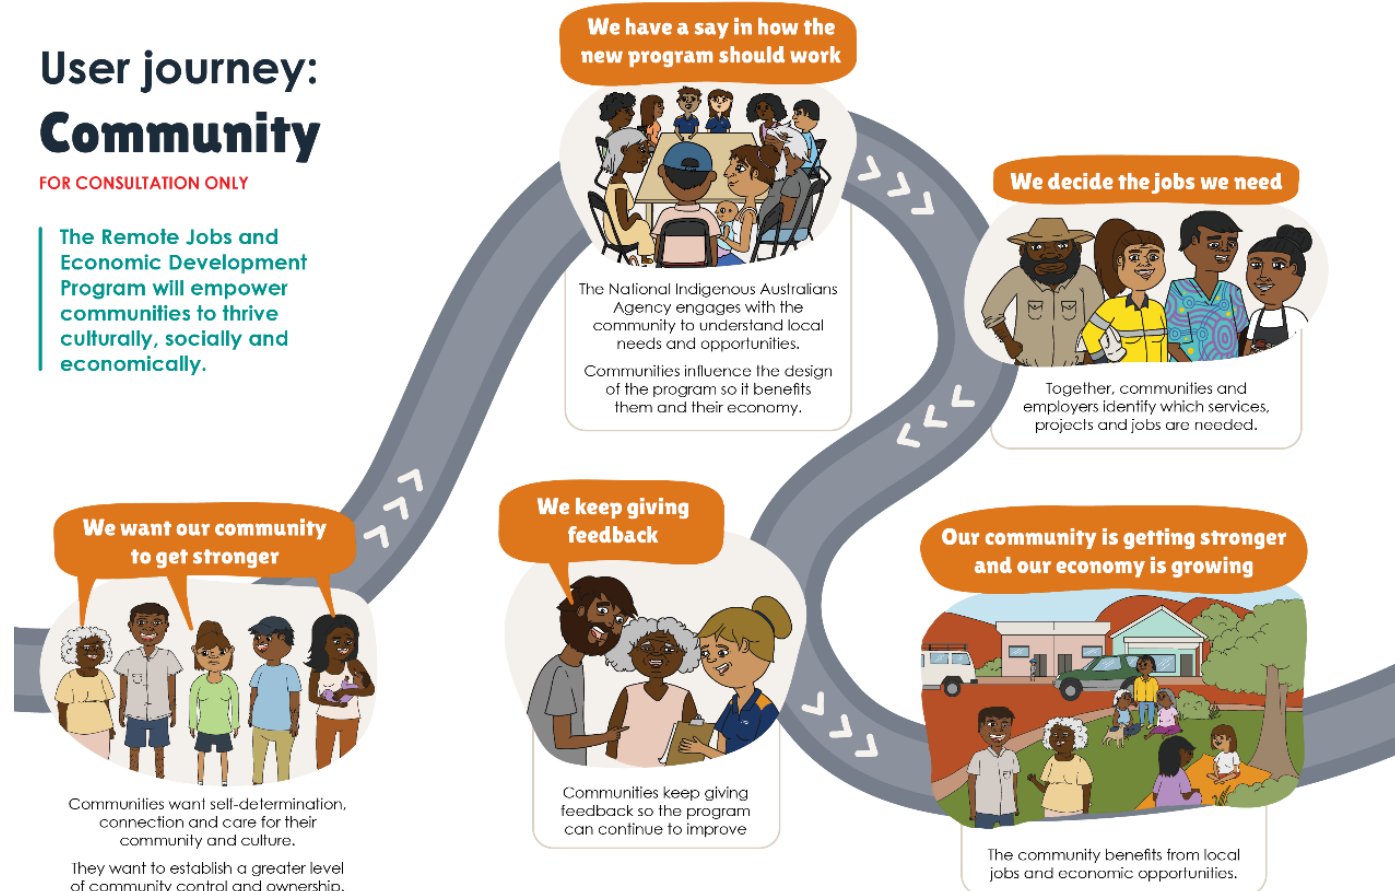 User journey:
Community
FOR CONSULTATION ONLY
The Remote Jobs and
Economic Development
Program will empower
communities to thrive
culturally, socially and
economically.
We want our community
to get stronger
Communities want self-determination,
connection and care for their
community and culture.
They want to establish a greater level
of community control and ownership.
We have a say in how the
new program should work
The National Indigenous Australians
Agency engages with the
community to understand local
needs and opportunities.
Communities influence the design
of the program so it benefits
them and their economy.
We decide the jobs we need
Together, communities and
employers identify which services,
projects and jobs are needed.
We keep giving
feedback
Communities keep giving
feedback so the program
can continue to improve
Our community is getting stronger
and our economy is growing
The community benefits from local
jobs and economic opportunities.